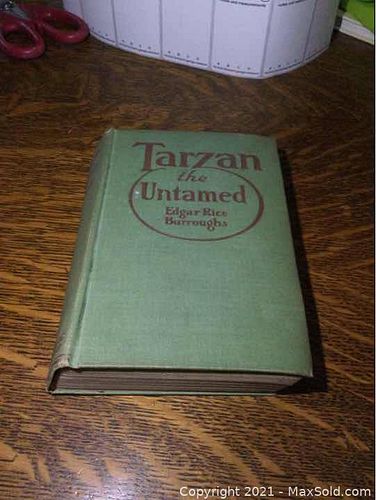 Tarzan
the
Untamed
Edgar Rice
Burroughs
Copyright 2021 - MaxSold.com